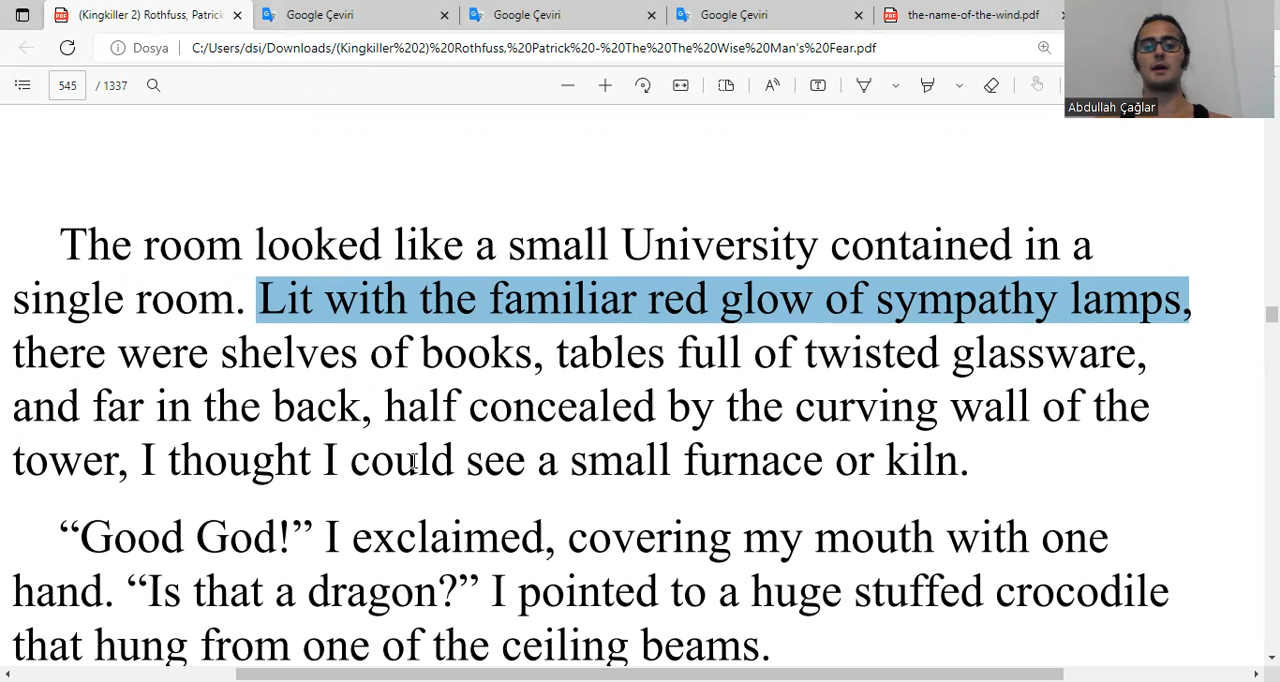 (Kingkiller 2) Rothfuss, Patrick
Google Çeviri
Google Çeviri
Google Çeviri
the-name-of-the-wind.pdf
Dosya
C:/Users/dsi/Downloads/(Kingkiller%202)%20Rothfuss,%20Patrick%20-%20The%20The%20Wise%20Man's%20Fear.pdf
545 / 1337
Abdullah Çağlar
The room looked like a small University contained in a
single room. Lit with the familiar red glow of sympathy lamps,
there were shelves of books, tables full of twisted glassware,
and far in the back, half concealed by the curving wall of the
tower, I thought I could see a small furnace or kiln.
“Good God!” I exclaimed, covering my mouth with one
hand. “Is that a dragon?” I pointed to a huge stuffed crocodile
that hung from one of the ceiling beams.